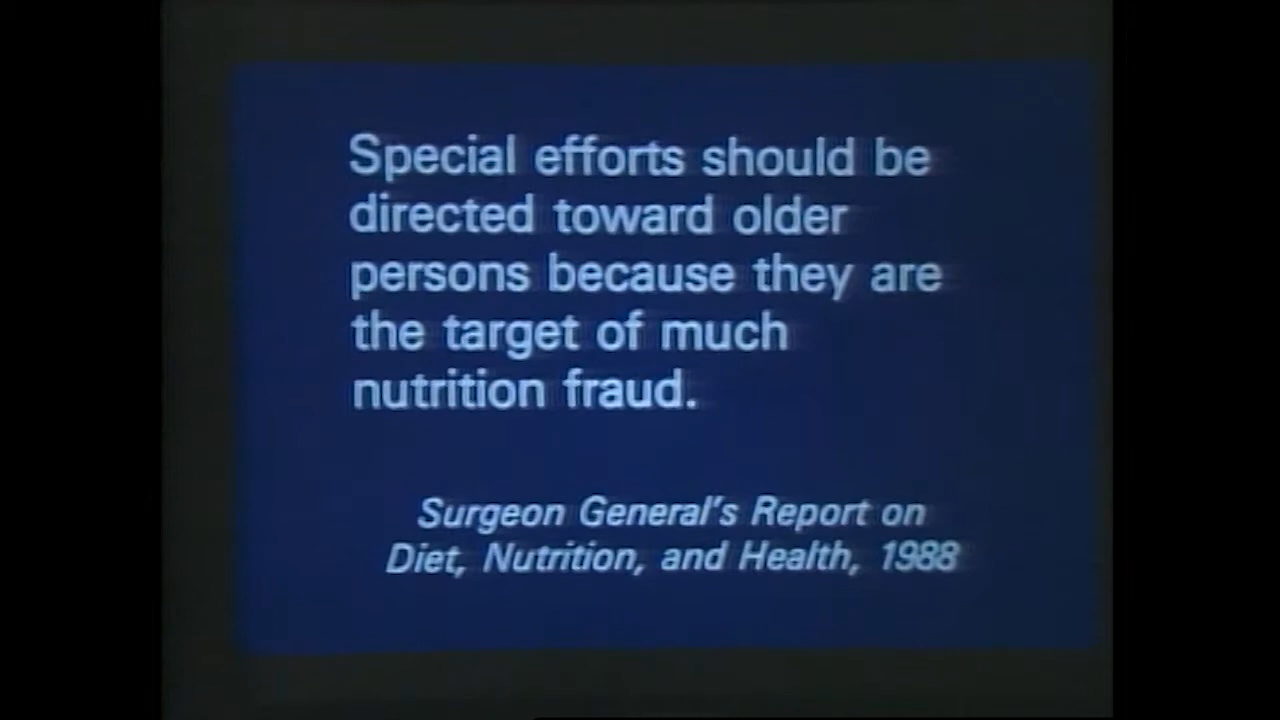 Special efforts should be
directed toward older
persons because they are
the target of much
nutrition fraud.
Surgeon General's Report on
Diet, Nutrition, and Health, 1988